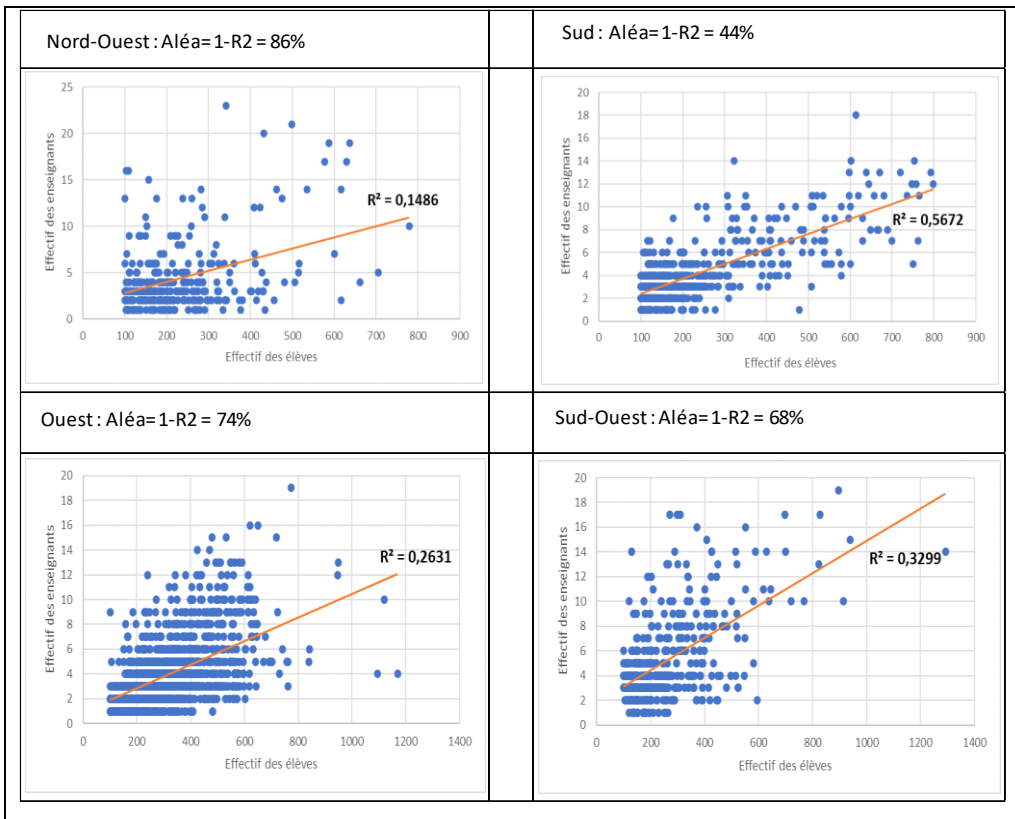 Nord-Ouest : Aléa= 1-R2 = 86%
Sud : Aléa= 1-R2 = 44%
25
20
15
10
5
0
Effectif des enseignants
R² = 0,1486
0 100 200 300 400 500 600 700 800 900
Effectif des élèves
20
18
16
14
12
10
8
6
4
2
0
Effectif des enseignants
R² = 0,5672
0 100 200 300 400 500 600 700 800 900
Effectif des élèves
Ouest : Aléa= 1-R2 = 74%
Sud-Ouest : Aléa= 1-R2 = 68%
20
18
16
14
12
10
8
6
4
2
0
Effectif des enseignants
R² = 0,2631
0 200 400 600 800 1000 1200 1400
Effectif des élèves
20
18
16
14
12
10
8
6
4
2
0
Effectif des enseignants
R² = 0,3299
0 200 400 600 800 1000 1200 1400
Effectif des élèves